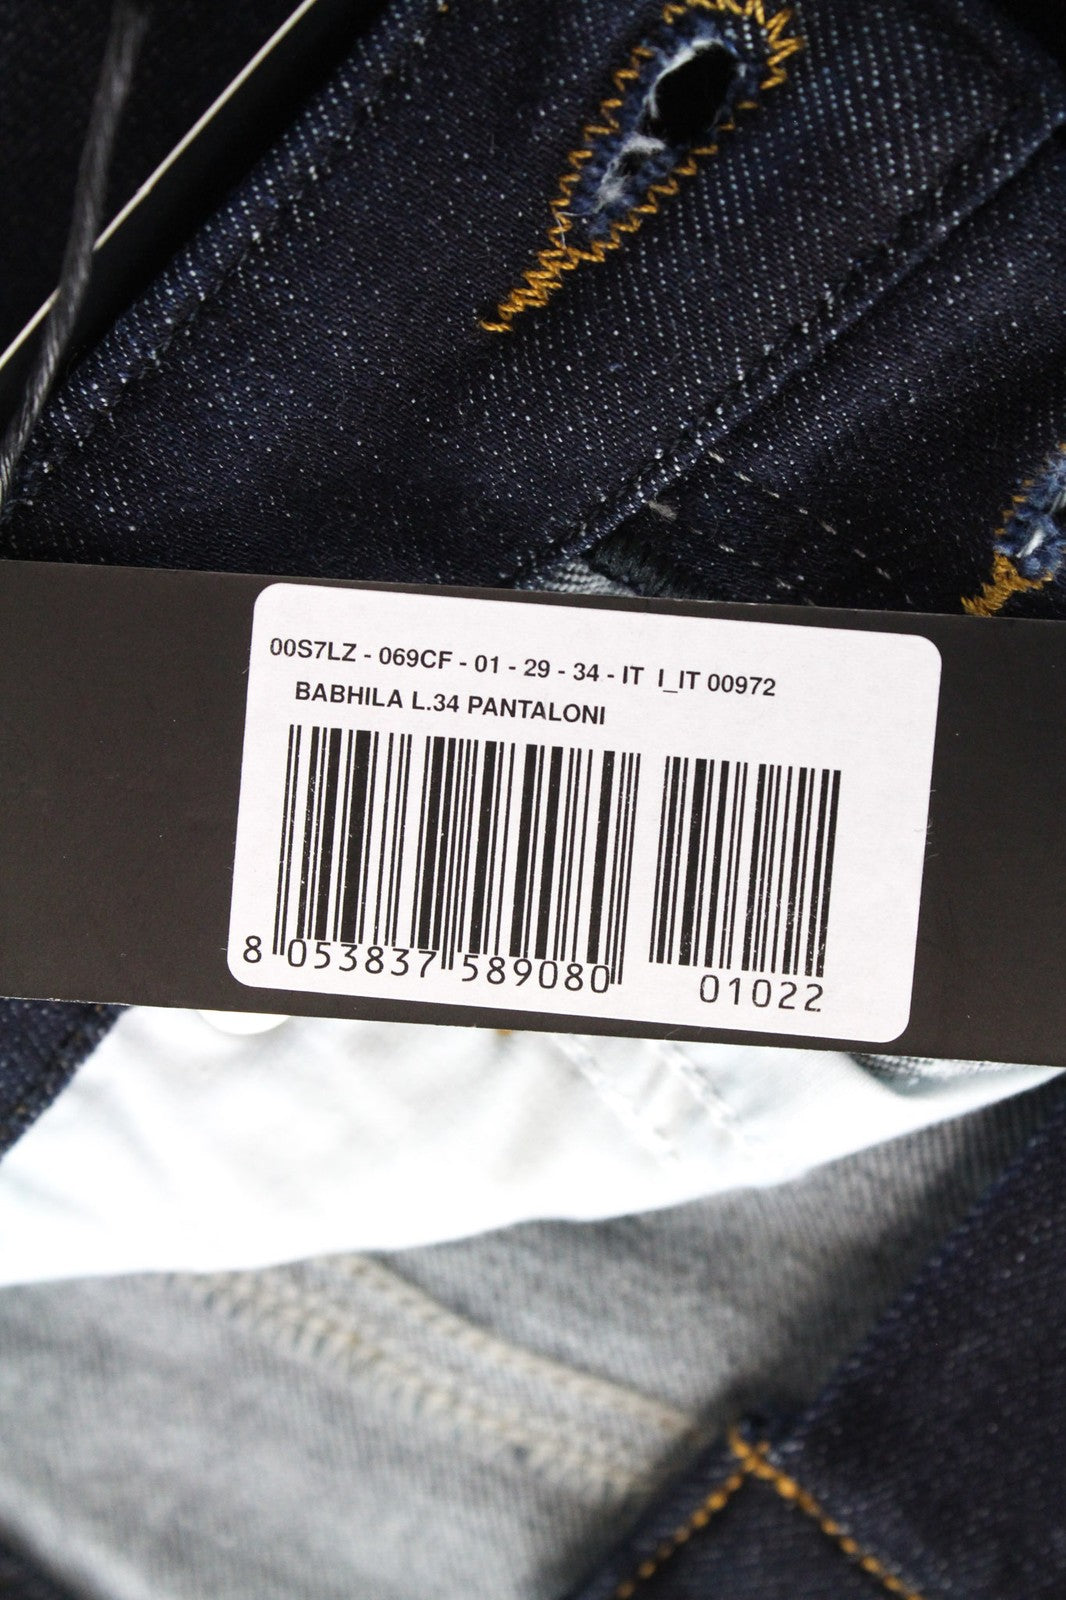 00S7LZ - 069CF - 01 - 29 - 34 - IT I_IT 00972
BABHILA L.34 PANTALONI
8 053837 589080 01022